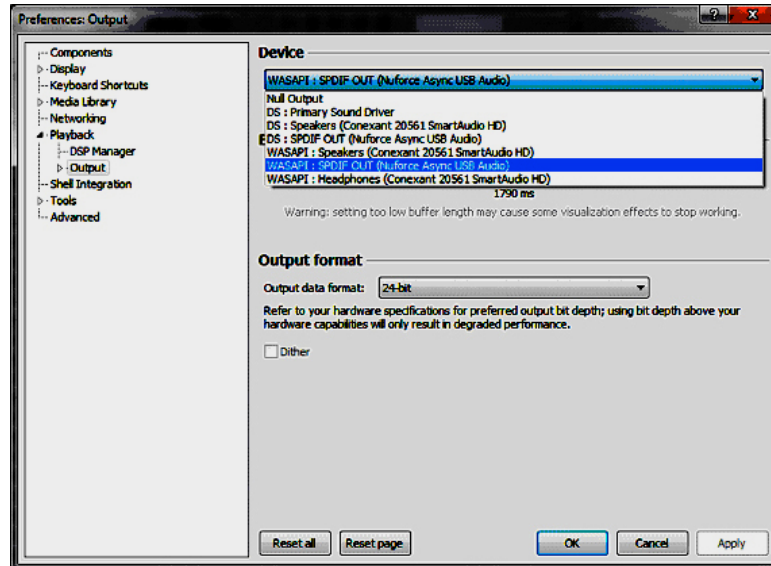 Preferences: Output
Components
Display
Keyboard Shortcuts
Media Library
Networking
Playback
DSP Manager
Output
Shell Integration
Tools
Advanced
Device
WASAPI : SPDIF OUT (Nuforce Async USB Audio)
Null Output
DS : Primary Sound Driver
DS : Speakers (Conexant 20561 SmartAudio HD)
DS : SPDIF OUT (Nuforce Async USB Audio)
WASAPI : Speakers (Conexant 20561 SmartAudio HD)
WASAPI : SPDIF OUT (Nuforce Async USB Audio)
WASAPI : Headphones (Conexant 20561 SmartAudio HD)
1790 ms
Warning: setting too low buffer length may cause some visualization effects to stop working.
Output format
Output data format: 24-bit
Refer to your hardware specifications for preferred output bit depth; using bit depth above your
hardware capabilities will only result in degraded performance.
Dither
Reset all Reset page OK Cancel Apply